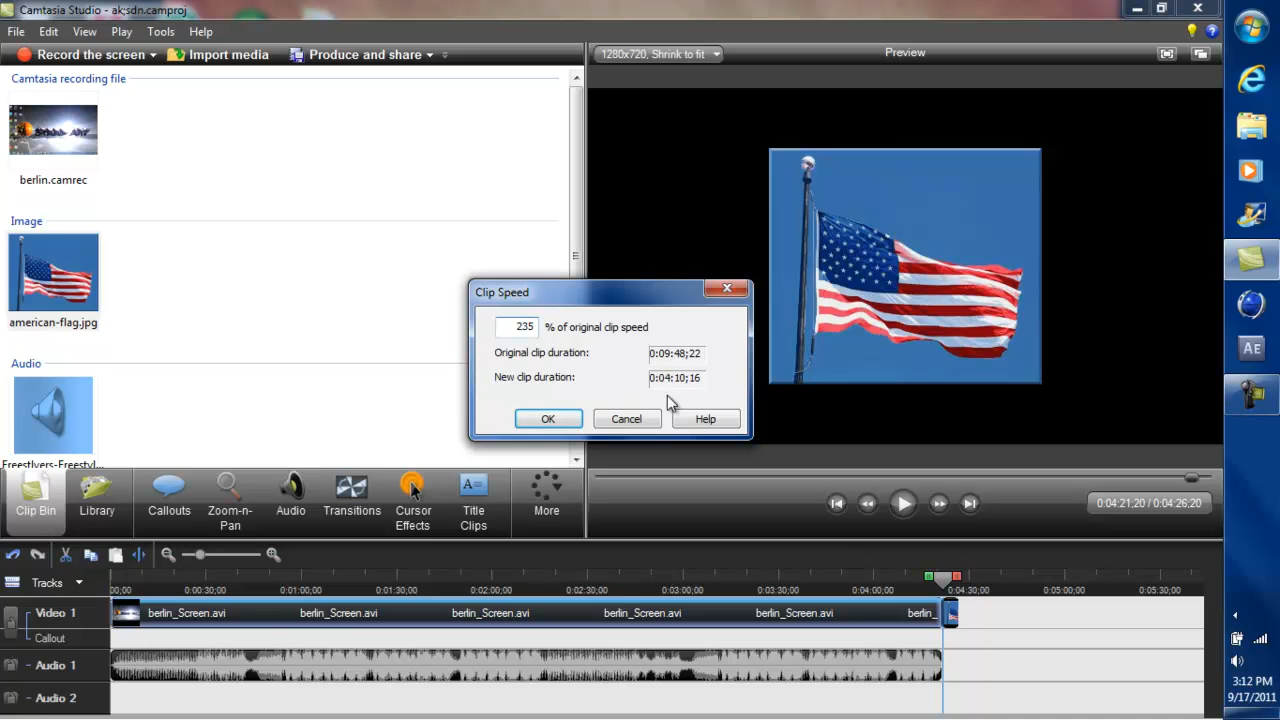 Camtasia Studio - ak;sdn.camproj
File Edit View Play Tools Help
Record the screen Import media Produce and share
1280x720, Shrink to fit
Preview
Camtasia recording file
berlin.camrec
Image
american-flag.jpg
Audio
Freestlyers-Freestyl...
Clip Speed
235 % of original clip speed
Original clip duration: 0:09:48;22
New clip duration: 0:04:10;16
OK Cancel Help
Clip Bin
Library
Callouts
Zoom-n-
Pan
Audio
Transitions
Cursor
Effects
Title
Clips
More
0:04:21;20 / 0:04:26;20
Tracks
00;00 0:00:30;00 0:01:00;00 0:01:30;00 0:02:00;00 0:02:30;00 0:03:00;00 0:03:30;00 0:04:00;00 0:04:30;00 0:05:00;00 0:05:30;00
Video 1 berlin_Screen.avi berlin_Screen.avi berlin_Screen.avi berlin_Screen.avi berlin_Screen.avi berlin_
Callout
Audio 1
Audio 2
AE
3:12 PM
9/17/2011